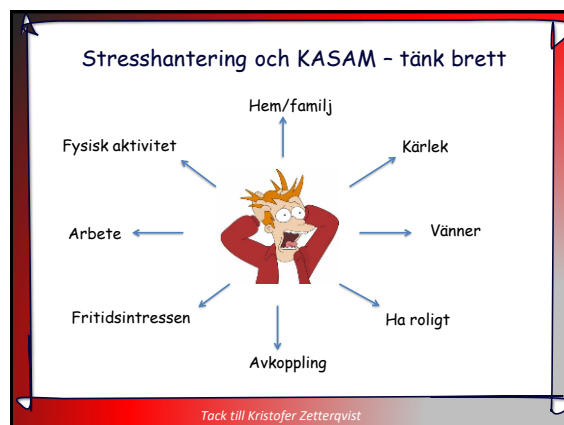 Stresshantering och KASAM – tänk brett
Hem/familj
Fysisk aktivitet
Kärlek
Arbete
Vänner
Fritidsintressen
Ha roligt
Avkoppling
Tack till Kristofer Zetterqvist